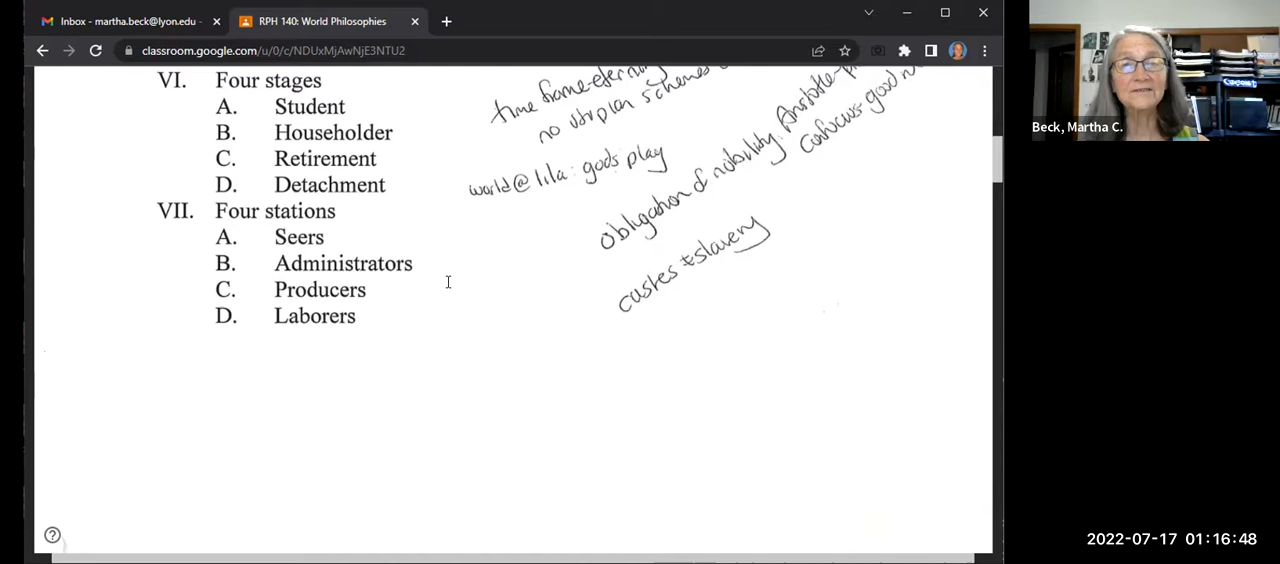 Inbox - martha.beck@lyon.edu -
RPH 140: World Philosophies
classroom.google.com/u/0/c/NDUxMjAwNjE3NTU2
VI. Four stages
A. Student
B. Householder
C. Retirement
D. Detachment
VII. Four stations
A. Seers
B. Administrators
C. Producers
D. Laborers
time frame-eternity
no utopian schemes
world@lila: gods play
obligation of nobility: Aristotle-
Confucius-good
castes ≠ slavery
Beck, Martha C.
2022-07-17 01:16:48